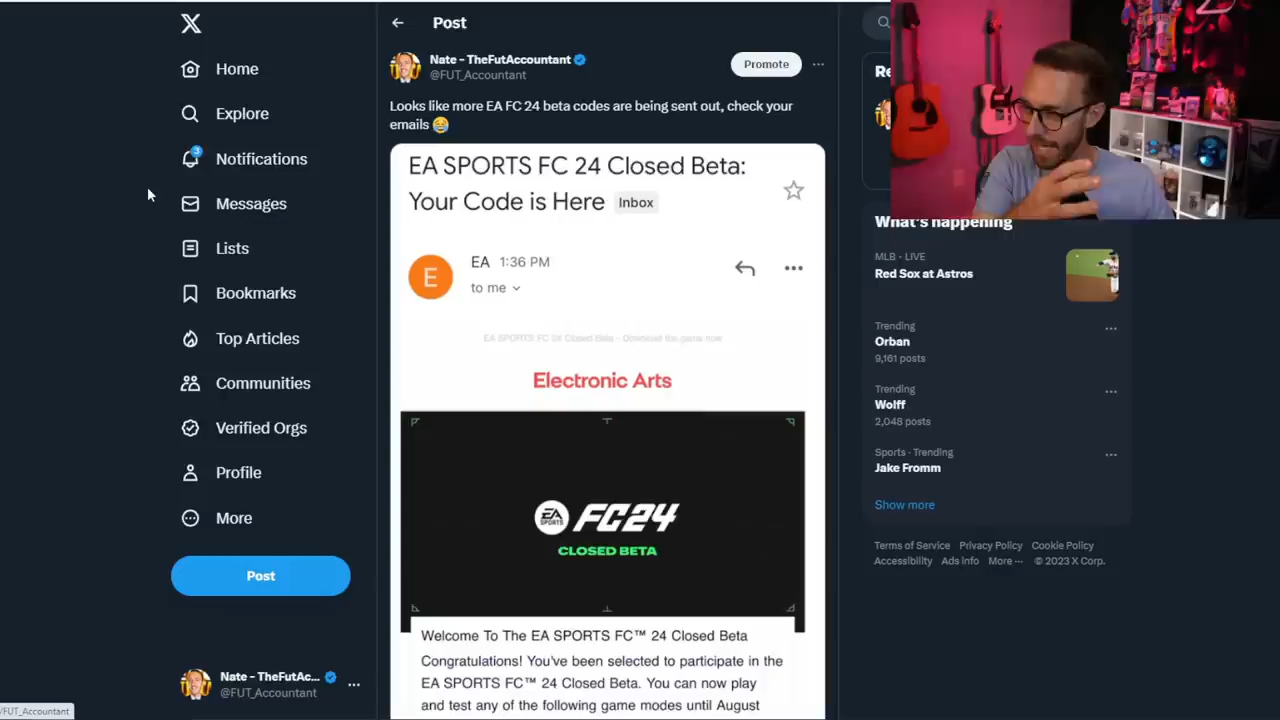 Home
Explore
3
Notifications
Messages
Lists
Bookmarks
Top Articles
Communities
Verified Orgs
Profile
More
Post
Nate - TheFutAc...
@FUT_Accountant
/FUT_Accountant
Post
Nate - TheFutAccountant
@FUT_Accountant
Promote
Looks like more EA FC 24 beta codes are being sent out, check your
emails 😂
EA SPORTS FC 24 Closed Beta:
Your Code is Here Inbox
E
EA 1:36 PM
to me
EA SPORTS FC 24 Closed Beta - Download the game now
Electronic Arts
EA SPORTS FC24
CLOSED BETA
Welcome To The EA SPORTS FC™ 24 Closed Beta
Congratulations! You've been selected to participate in the
EA SPORTS FC™ 24 Closed Beta. You can now play
and test any of the following game modes until August
Re
What's happening
MLB · LIVE
Red Sox at Astros
Trending
Orban
9,161 posts
Trending
Wolff
2,048 posts
Sports · Trending
Jake Fromm
Show more
Terms of Service Privacy Policy Cookie Policy
Accessibility Ads info More ··· © 2023 X Corp.